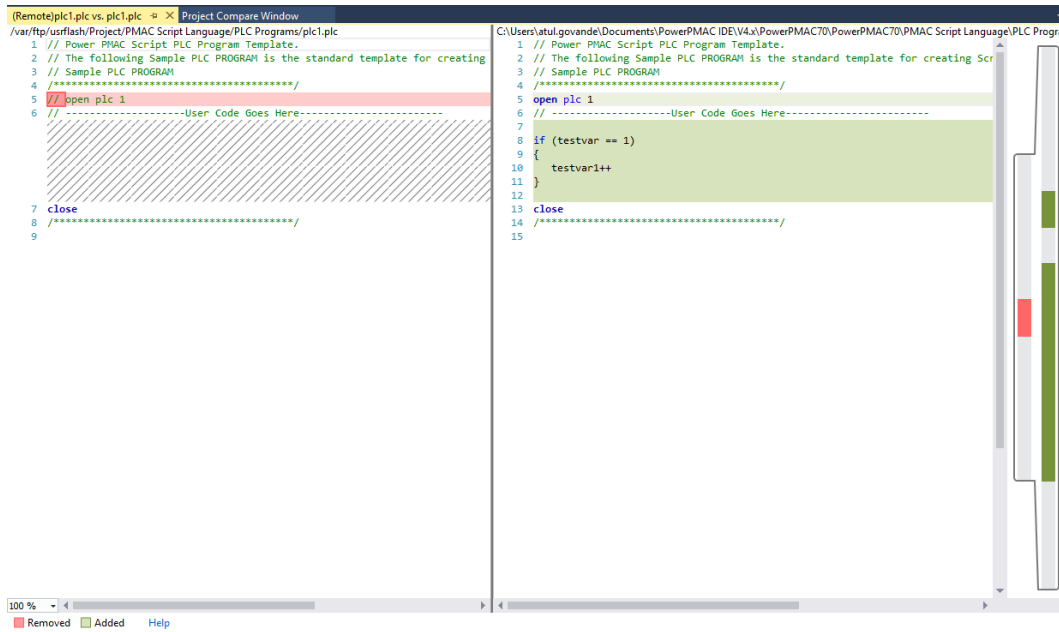 (Remote)plc1.plc vs. plc1.plc Project Compare Window
/var/ftp/usrflash/Project/PMAC Script Language/PLC Programs/plc1.plc
1 // Power PMAC Script PLC Program Template.
2 // The following Sample PLC PROGRAM is the standard template for creating
3 // Sample PLC PROGRAM
4 /****************************************/
5 // open plc 1
6 // --------------------User Code Goes Here------------------------
7 close
8 /****************************************/
9
C:\Users\atul.govande\Documents\PowerPMAC IDE\V4.x\PowerPMAC70\PowerPMAC70\PMAC Script Language\PLC Progra
1 // Power PMAC Script PLC Program Template.
2 // The following Sample PLC PROGRAM is the standard template for creating Scr
3 // Sample PLC PROGRAM
4 /****************************************/
5 open plc 1
6 // --------------------User Code Goes Here------------------------
7
8 if (testvar == 1)
9 {
10 testvar1++
11 }
12
13 close
14 /****************************************/
15
100 %
Removed Added Help